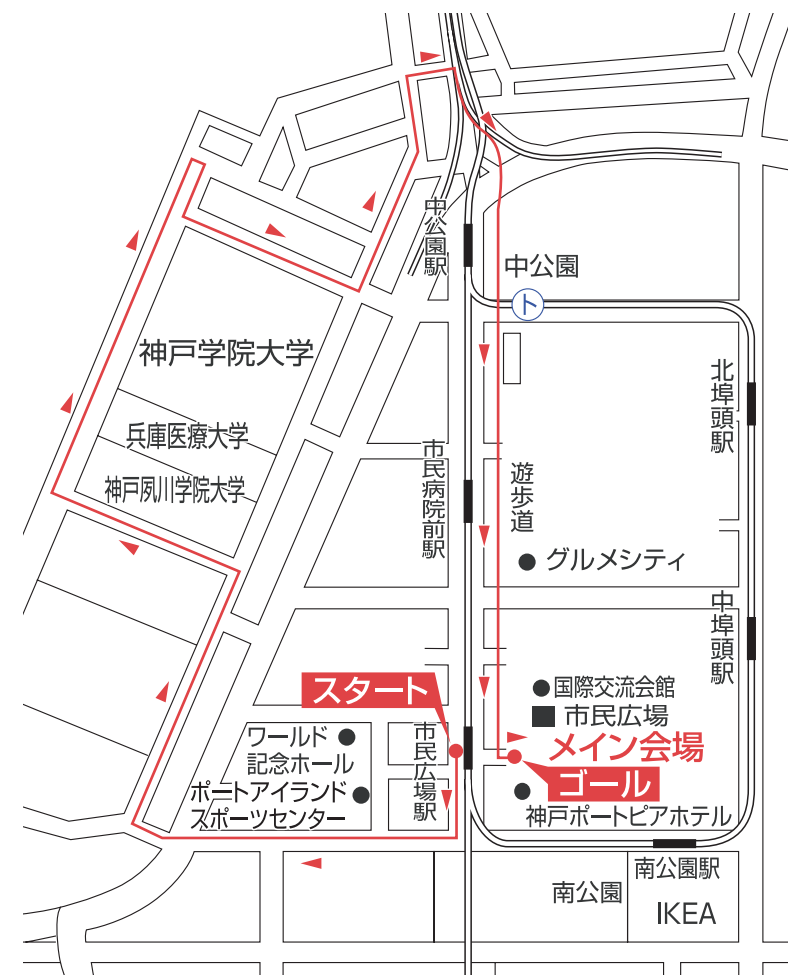 中公園駅
中公園
ト
神戸学院大学
北埠頭駅
兵庫医療大学
市民病院前駅
遊歩道
神戸夙川学院大学
グルメシティ
中埠頭駅
スタート
国際交流会館
市民広場
メイン会場
ゴール
ワールド
記念ホール
市民広場駅
ポートアイランド
スポーツセンター
神戸ポートピアホテル
南公園駅
南公園
IKEA